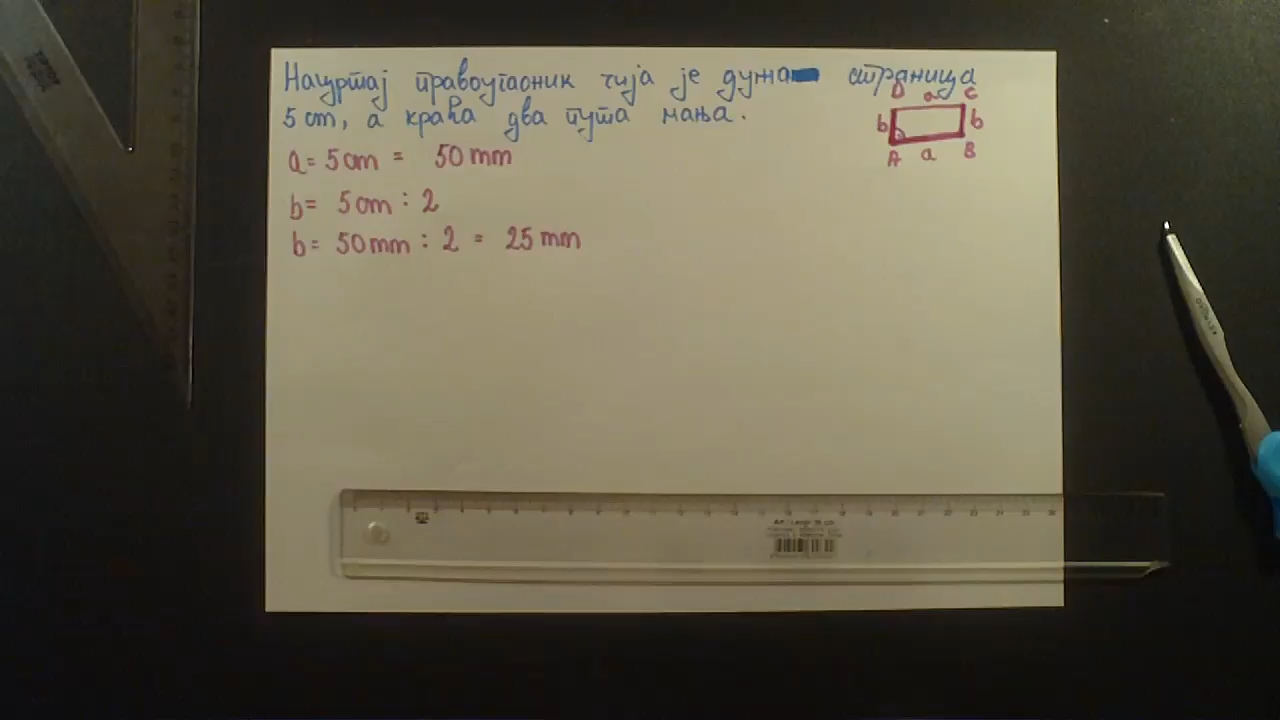 Нацртај правоугаоник чија је дужа страница
5 cm, а краћа два пута мања.
a = 5 cm = 50 mm
b = 5 cm : 2
b = 50 mm : 2 = 25 mm
D a C
b b
A a B